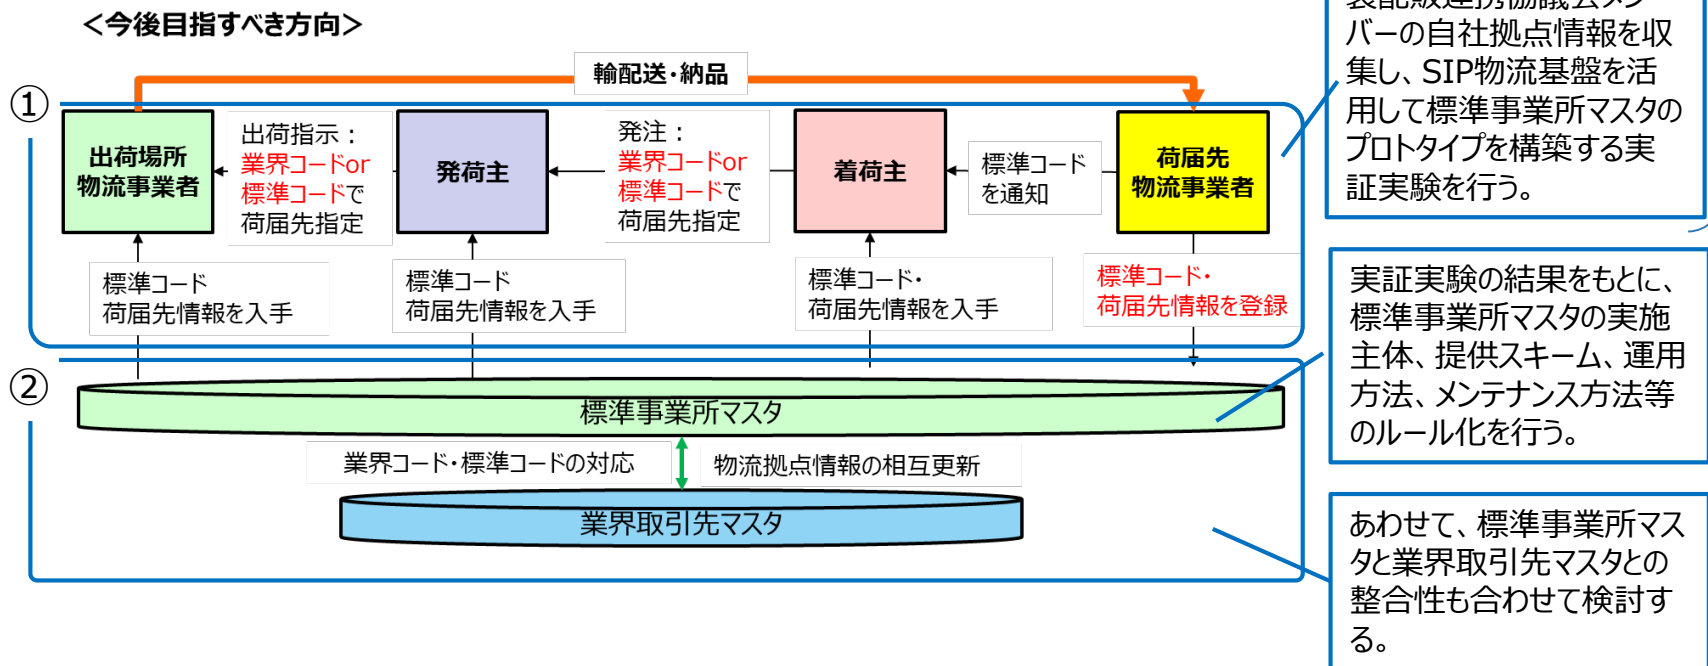 ＜今後目指すべき方向＞
輸配送・納品
①
出荷場所
物流事業者
出荷指示：
業界コードor
標準コードで
荷届先指定
発荷主
発注：
業界コードor
標準コードで
荷届先指定
着荷主
標準コード
を通知
荷届先
物流事業者
標準コード
荷届先情報を入手
標準コード
荷届先情報を入手
標準コード・
荷届先情報を入手
標準コード・
荷届先情報を登録
②
標準事業所マスタ
業界コード・標準コードの対応
物流拠点情報の相互更新
業界取引先マスタ
製配販連携協議会メン
バーの自社拠点情報を収
集し、SIP物流基盤を活
用して標準事業所マスタの
プロトタイプを構築する実
証実験を行う。
実証実験の結果をもとに、
標準事業所マスタの実施
主体、提供スキーム、運用
方法、メンテナンス方法等
のルール化を行う。
あわせて、標準事業所マス
タと業界取引先マスタとの
整合性も合わせて検討す
る。